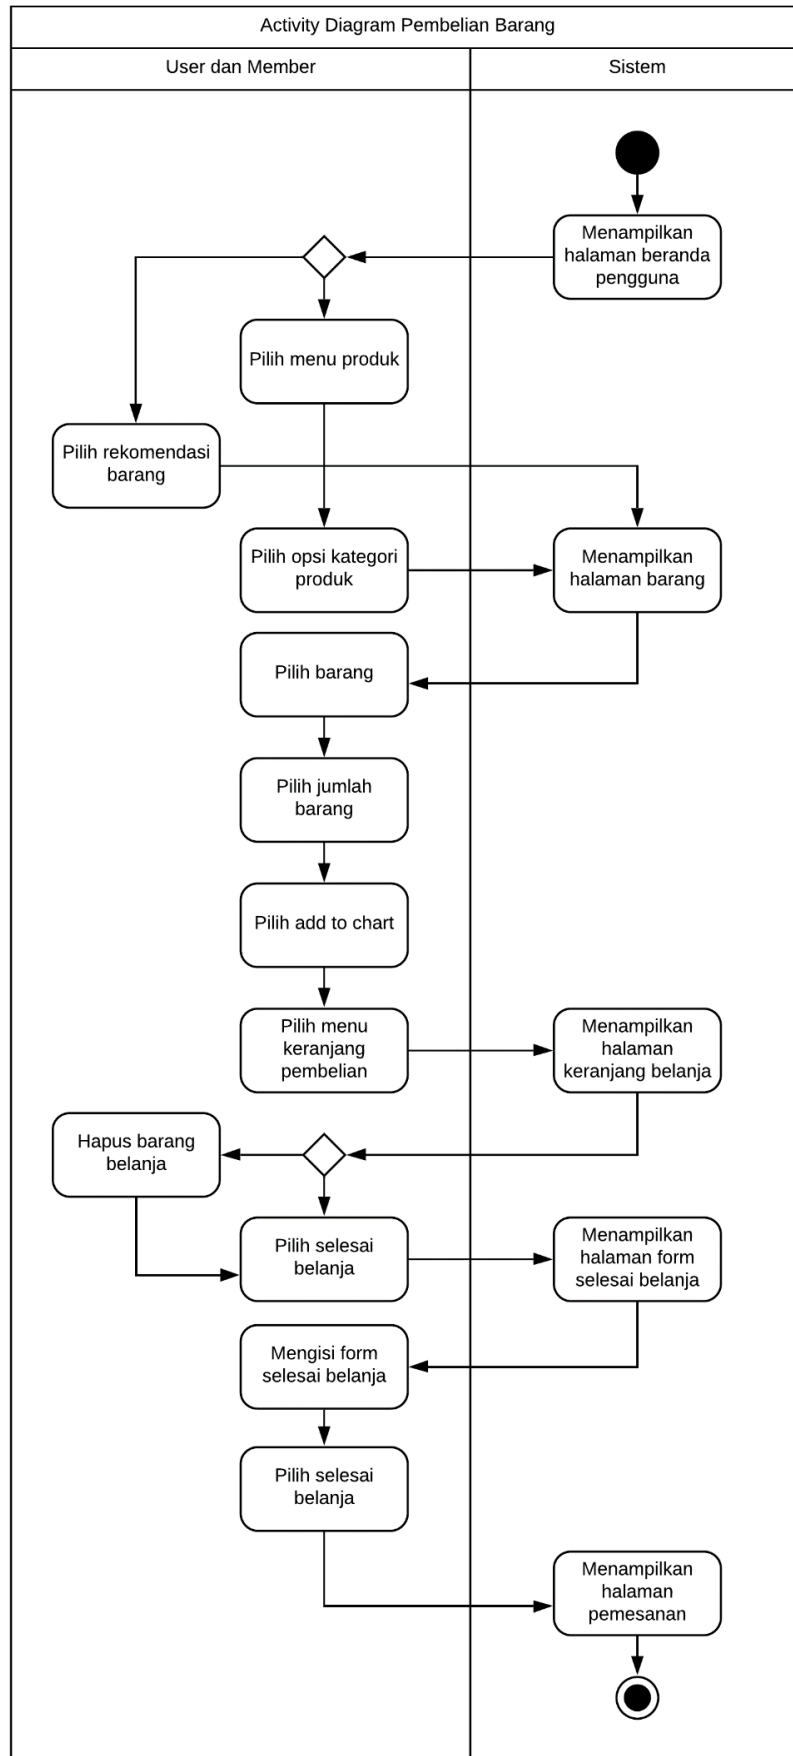 Activity Diagram Pembelian Barang
User dan Member
Sistem
Menampilkan
halaman beranda
pengguna
Pilih menu produk
Pilih rekomendasi
barang
Pilih opsi kategori
produk
Menampilkan
halaman barang
Pilih barang
Pilih jumlah
barang
Pilih add to chart
Pilih menu
keranjang
pembelian
Menampilkan
halaman
keranjang belanja
Hapus barang
belanja
Pilih selesai
belanja
Menampilkan
halaman form
selesai belanja
Mengisi form
selesai belanja
Pilih selesai
belanja
Menampilkan
halaman
pemesanan